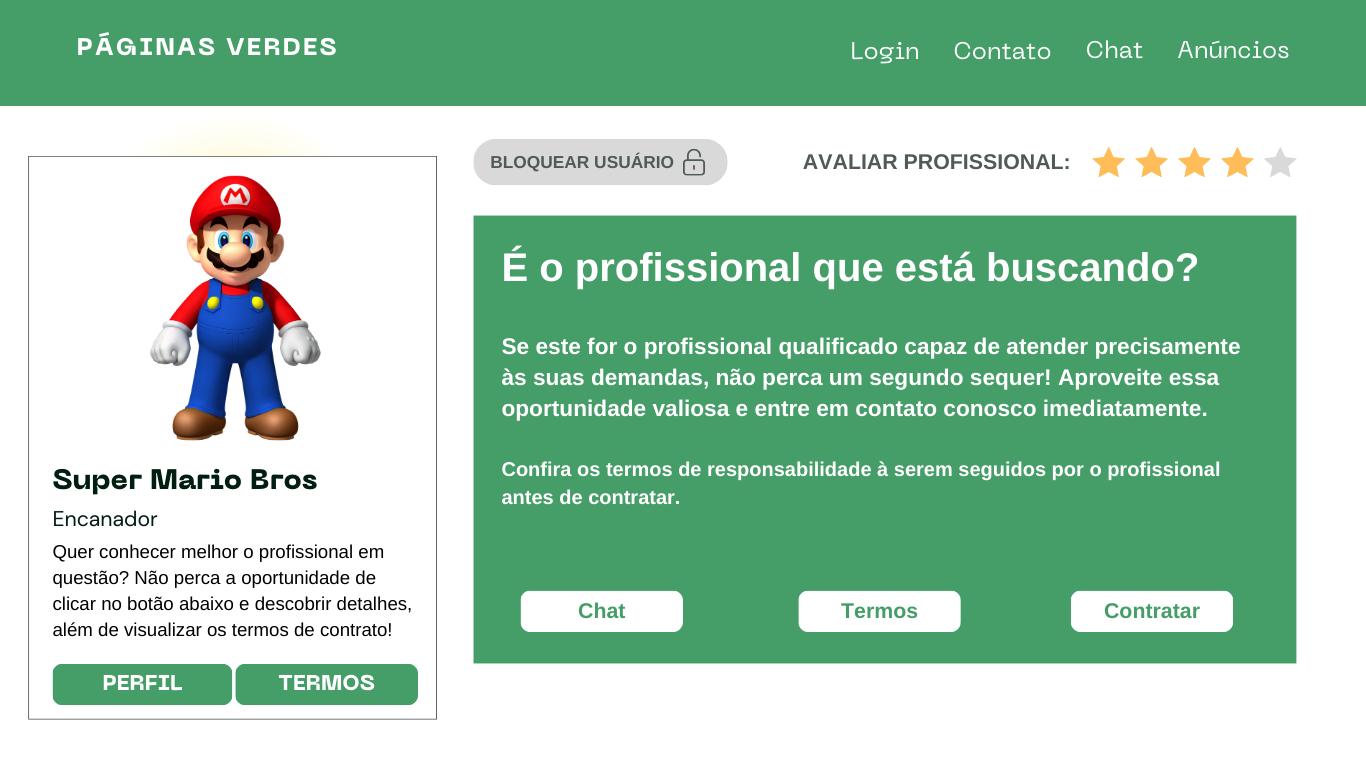 PÁGINAS VERDES
Login Contato Chat Anúncios
BLOQUEAR USUÁRIO
AVALIAR PROFISSIONAL:
M
Super Mario Bros
Encanador
Quer conhecer melhor o profissional em
questão? Não perca a oportunidade de
clicar no botão abaixo e descobrir detalhes,
além de visualizar os termos de contrato!
PERFIL TERMOS
É o profissional que está buscando?
Se este for o profissional qualificado capaz de atender precisamente
às suas demandas, não perca um segundo sequer! Aproveite essa
oportunidade valiosa e entre em contato conosco imediatamente.
Confira os termos de responsabilidade à serem seguidos por o profissional
antes de contratar.
Chat Termos Contratar